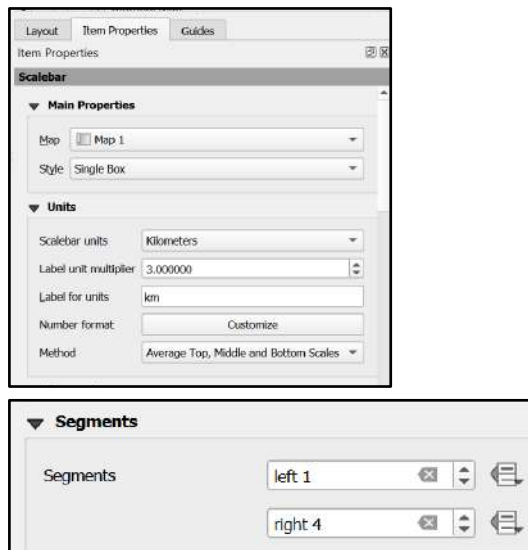 Layout Item Properties Guides
Item Properties
Scalebar
Main Properties
Map Map 1
Style Single Box
Units
Scalebar units Kilometers
Label unit multiplier 3.000000
Label for units km
Number format Customize
Method Average Top, Middle and Bottom Scales
Segments
Segments left 1
right 4